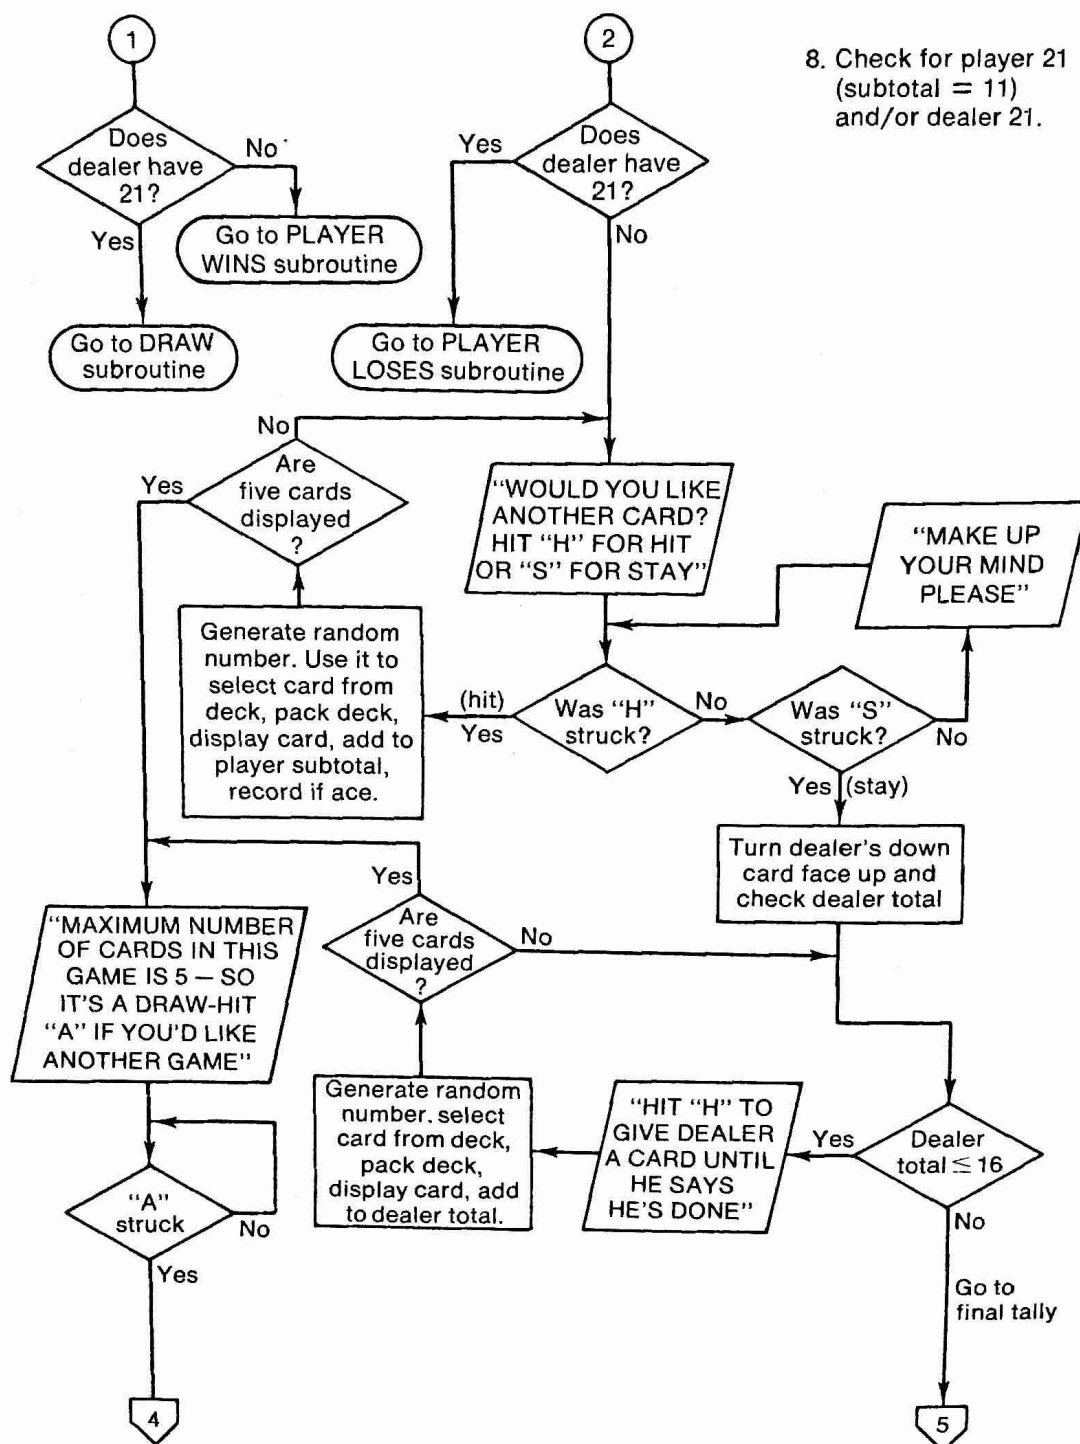 1
2
8. Check for player 21
(subtotal = 11)
and/or dealer 21.
Does
dealer have
21?
No
Yes
Go to PLAYER
WINS subroutine
Go to DRAW
subroutine
Does
dealer have
21?
Yes
No
Go to PLAYER
LOSES subroutine
No
Are
five cards
displayed
?
Yes
“WOULD YOU LIKE
ANOTHER CARD?
HIT “H” FOR HIT
OR “S” FOR STAY”
“MAKE UP
YOUR MIND
PLEASE”
Generate random
number. Use it to
select card from
deck, pack deck,
display card, add to
player subtotal,
record if ace.
(hit)
Yes
Was “H”
struck?
No
Was “S”
struck?
No
Yes (stay)
Turn dealer's down
card face up and
check dealer total
Yes
Are
five cards
displayed
?
No
“MAXIMUM NUMBER
OF CARDS IN THIS
GAME IS 5 — SO
IT'S A DRAW-HIT
“A” IF YOU'D LIKE
ANOTHER GAME”
Generate random
number. select
card from deck,
pack deck,
display card, add
to dealer total.
“HIT “H” TO
GIVE DEALER
A CARD UNTIL
HE SAYS
HE'S DONE”
Yes
Dealer
total ≤ 16
No
“A”
struck
No
Yes
Go to
final tally
4
5